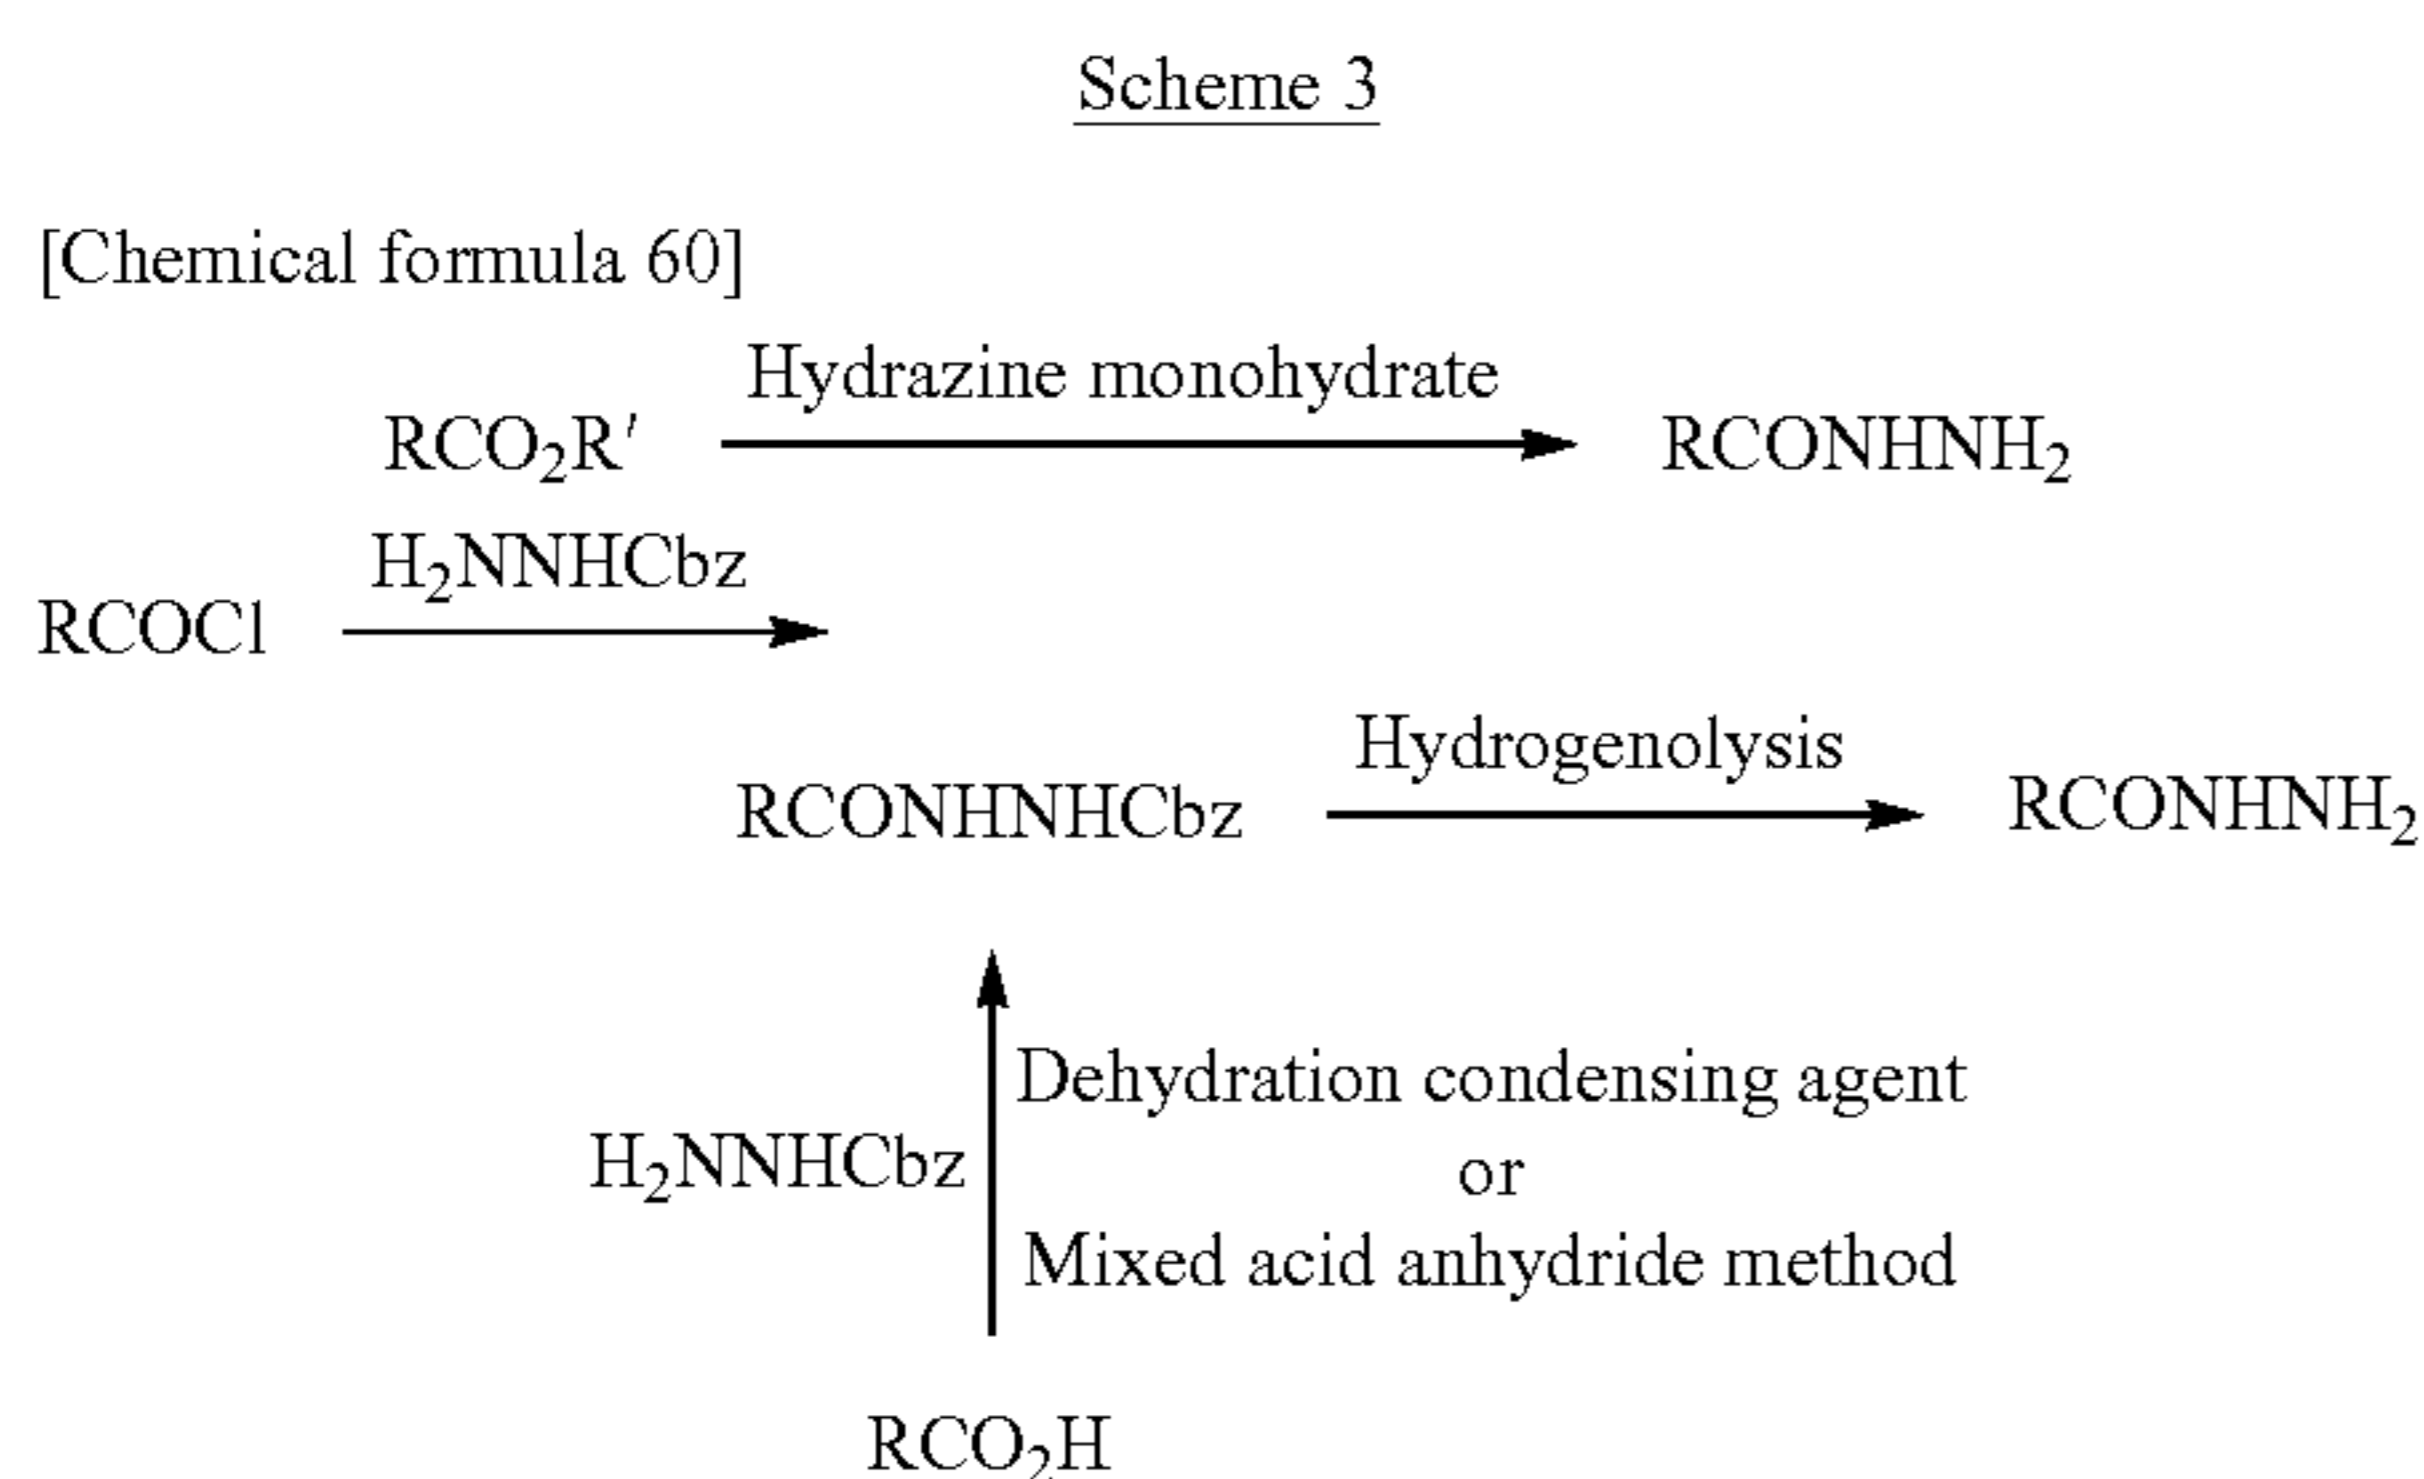 Scheme 3
[Chemical formula 60]
Hydrazine monohydrate
RCO₂R′ RCONHNH₂
H₂NNHCbz
RCOCl
Hydrogenolysis
RCONHNHCbz RCONHNH₂
Dehydration condensing agent
H₂NNHCbz or
Mixed acid anhydride method
RCO₂H